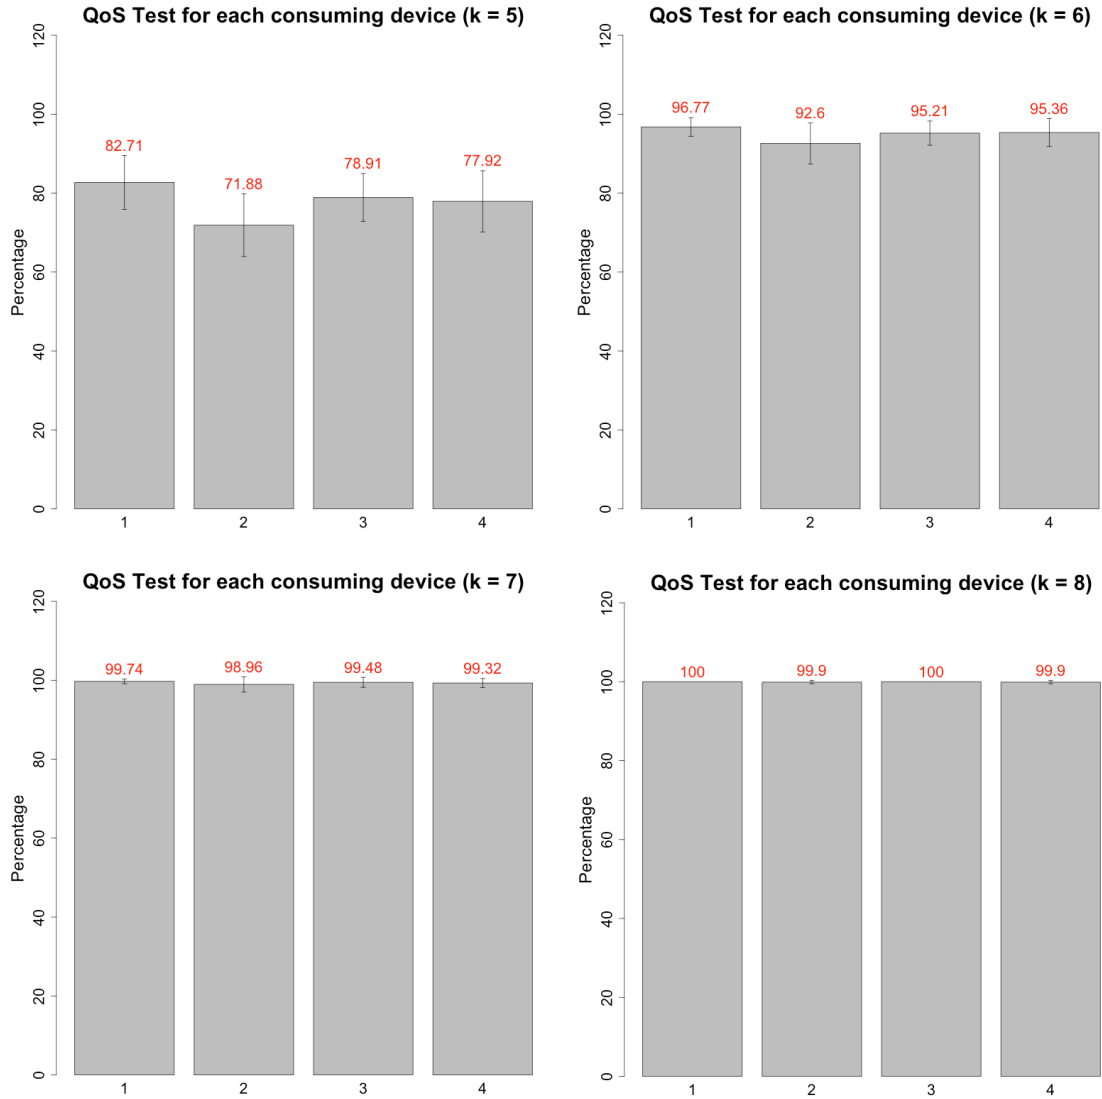 QoS Test for each consuming device (k = 5)
Percentage
0 20 40 60 80 100 120
82.71 71.88 78.91 77.92
1 2 3 4
QoS Test for each consuming device (k = 6)
Percentage
0 20 40 60 80 100 120
96.77 92.6 95.21 95.36
1 2 3 4
QoS Test for each consuming device (k = 7)
Percentage
0 20 40 60 80 100 120
99.74 98.96 99.48 99.32
1 2 3 4
QoS Test for each consuming device (k = 8)
Percentage
0 20 40 60 80 100 120
100 99.9 100 99.9
1 2 3 4